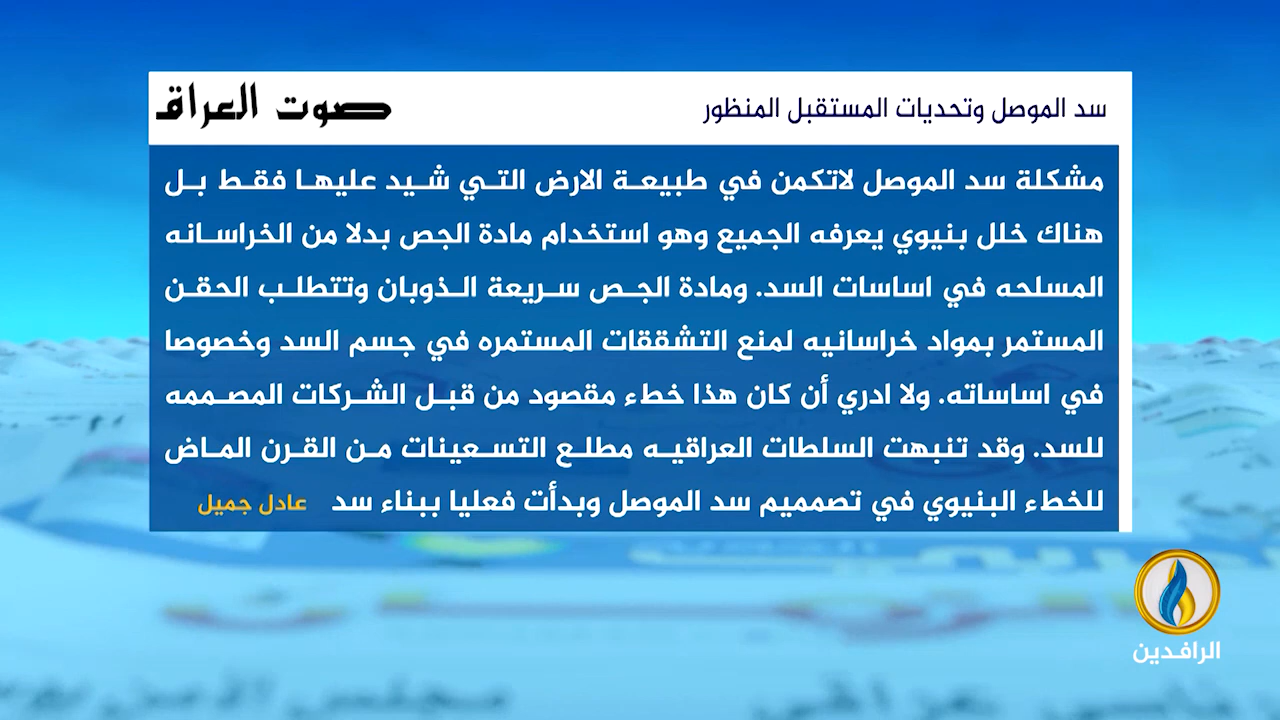 سد الموصل وتحديات المستقبل المنظور
صوت العراق
مشكلة سد الموصل لاتكمن في طبيعة الارض التي شيد عليها فقط بل
هناك خلل بنيوي يعرفه الجميع وهو استخدام مادة الجص بدلا من الخراسانه
المسلحه في اساسات السد. ومادة الجص سريعة الذوبان وتتطلب الحقن
المستمر بمواد خراسانيه لمنع التشققات المستمره في جسم السد وخصوصا
في اساساته. ولا ادري أن كان هذا خطء مقصود من قبل الشركات المصممه
للسد. وقد تنبهت السلطات العراقيه مطلع التسعينات من القرن الماض
للخطء البنيوي في تصمميم سد الموصل وبدأت فعليا ببناء سد
عادل جميل
الرافدين
مجلس الأمن